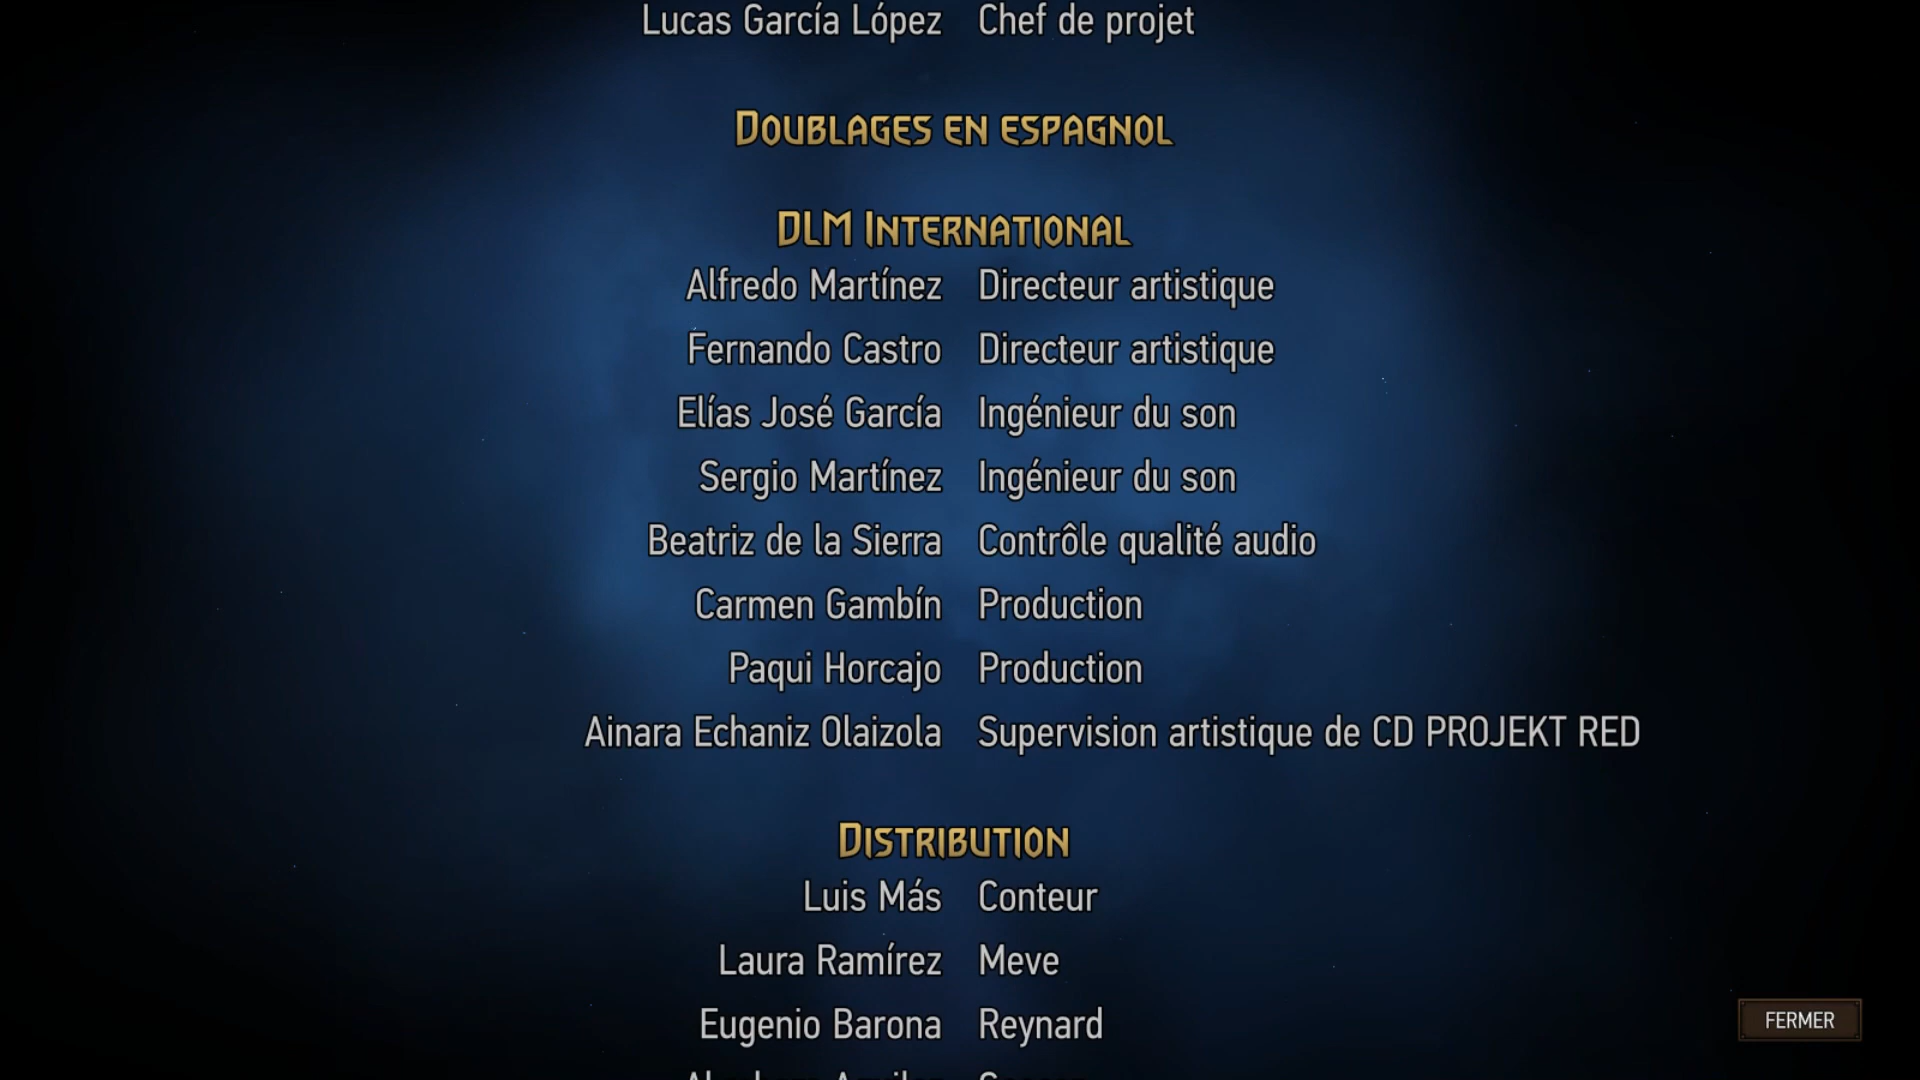 Lucas García López Chef de projet
DOUBLAGES EN ESPAGNOL
DLM INTERNATIONAL
Alfredo Martínez Directeur artistique
Fernando Castro Directeur artistique
Elías José García Ingénieur du son
Sergio Martínez Ingénieur du son
Beatriz de la Sierra Contrôle qualité audio
Carmen Gambín Production
Paqui Horcajo Production
Ainara Echaniz Olaizola Supervision artistique de CD PROJEKT RED
DISTRIBUTION
Luis Más Conteur
Laura Ramírez Meve
Eugenio Barona Reynard
FERMER